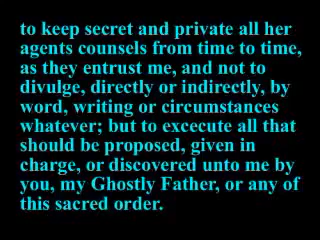 to keep secret and private all her
agents counsels from time to time,
as they entrust me, and not to
divulge, directly or indirectly, by
word, writing or circumstances
whatever; but to excecute all that
should be proposed, given in
charge, or discovered unto me by
you, my Ghostly Father, or any of
this sacred order.